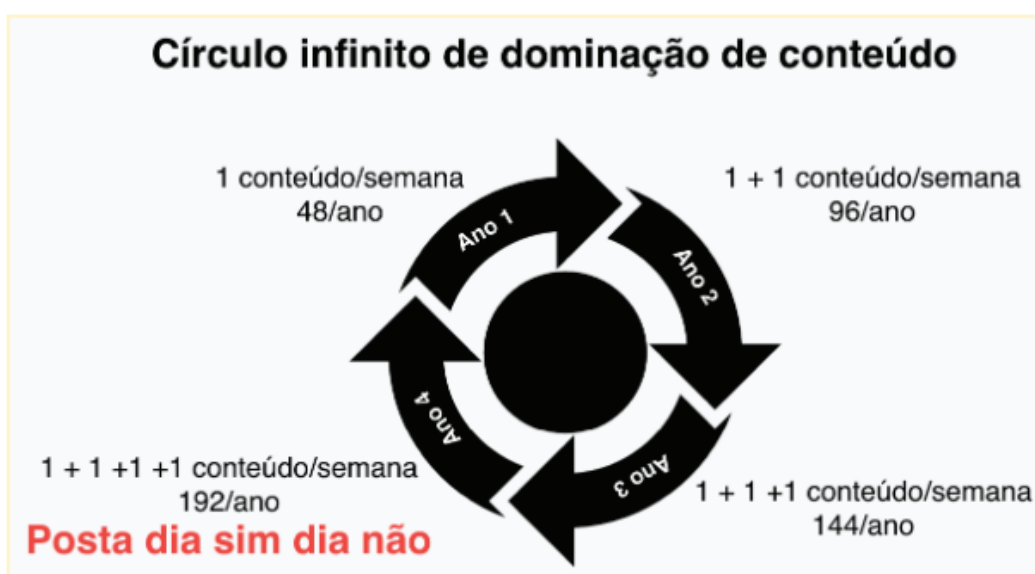 Círculo infinito de dominação de conteúdo
1 conteúdo/semana
48/ano
Ano 1
1 + 1 conteúdo/semana
96/ano
Ano 2
Ano 3
1 + 1 +1 conteúdo/semana
144/ano
Ano 4
1 + 1 +1 +1 conteúdo/semana
192/ano
Posta dia sim dia não